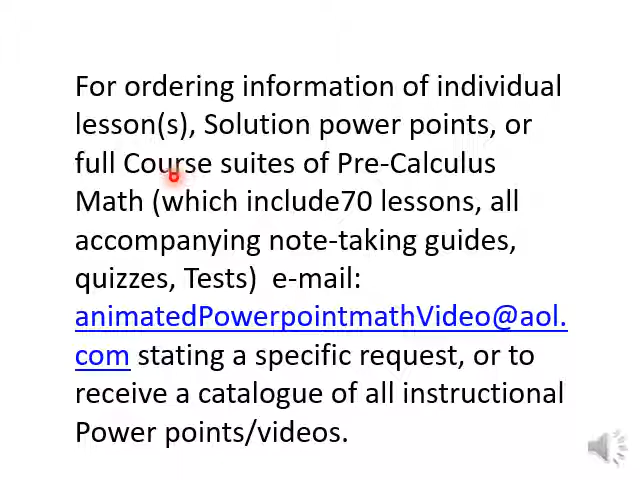 For ordering information of individual
lesson(s), Solution power points, or
full Course suites of Pre-Calculus
Math (which include70 lessons, all
accompanying note-taking guides,
quizzes, Tests)  e-mail:
animatedPowerpointmathVideo@aol.
com stating a specific request, or to
receive a catalogue of all instructional
Power points/videos.